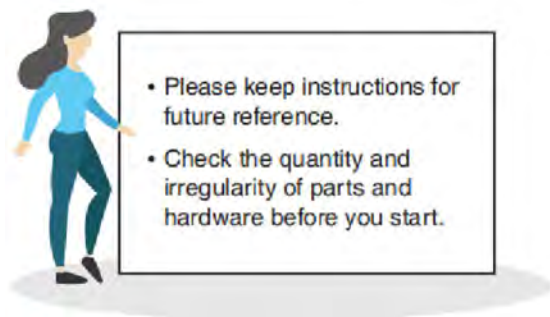 • Please keep instructions for
future reference.
• Check the quantity and
irregularity of parts and
hardware before you start.